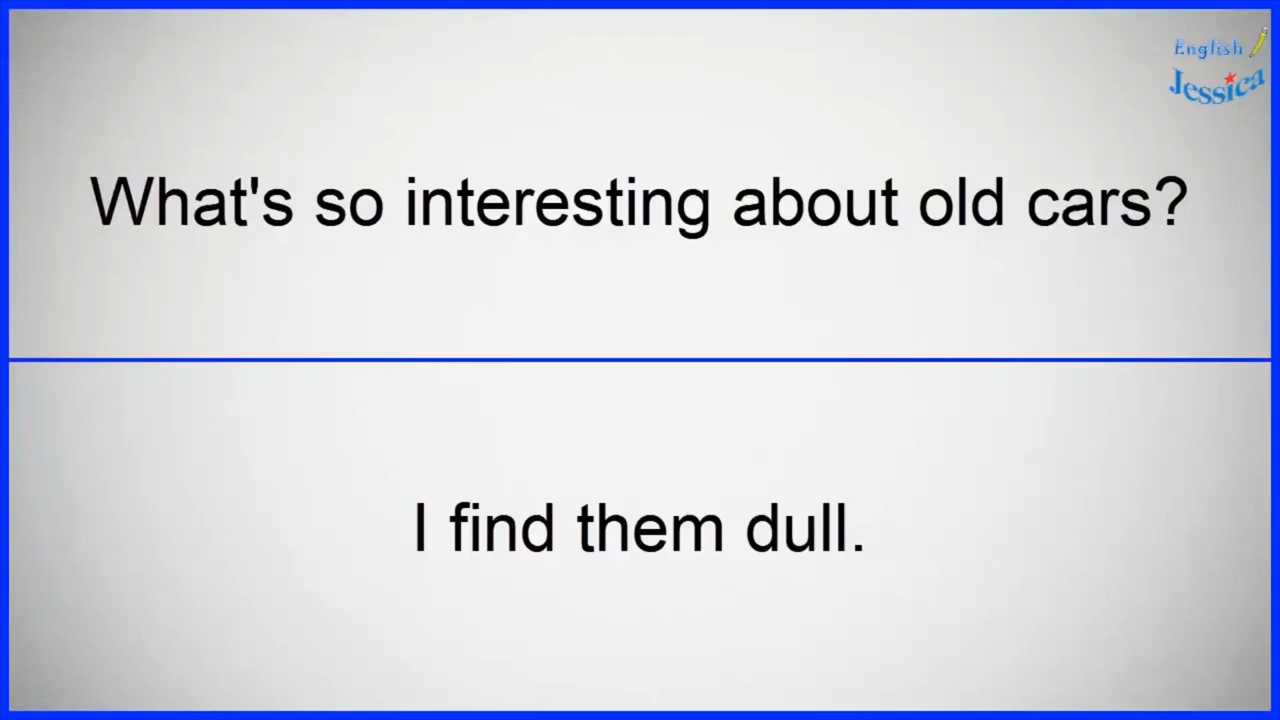 English
Jessica
What's so interesting about old cars?
I find them dull.